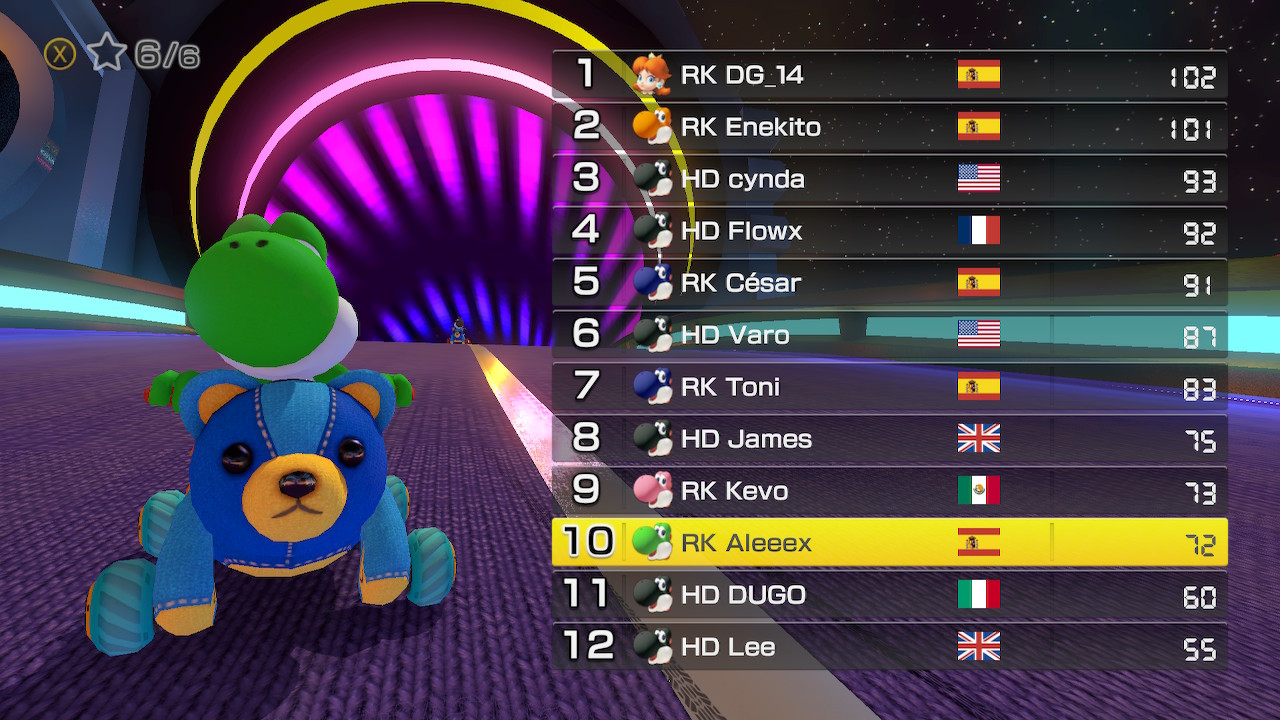 X 6/6
1 RK DG_14 102
2 RK Enekito 101
3 HD cynda 93
4 HD Flowx 92
5 RK César 91
6 HD Varo 87
7 RK Toni 83
8 HD James 75
9 RK Kevo 73
10 RK Aleeex 72
11 HD DUGO 60
12 HD Lee 55